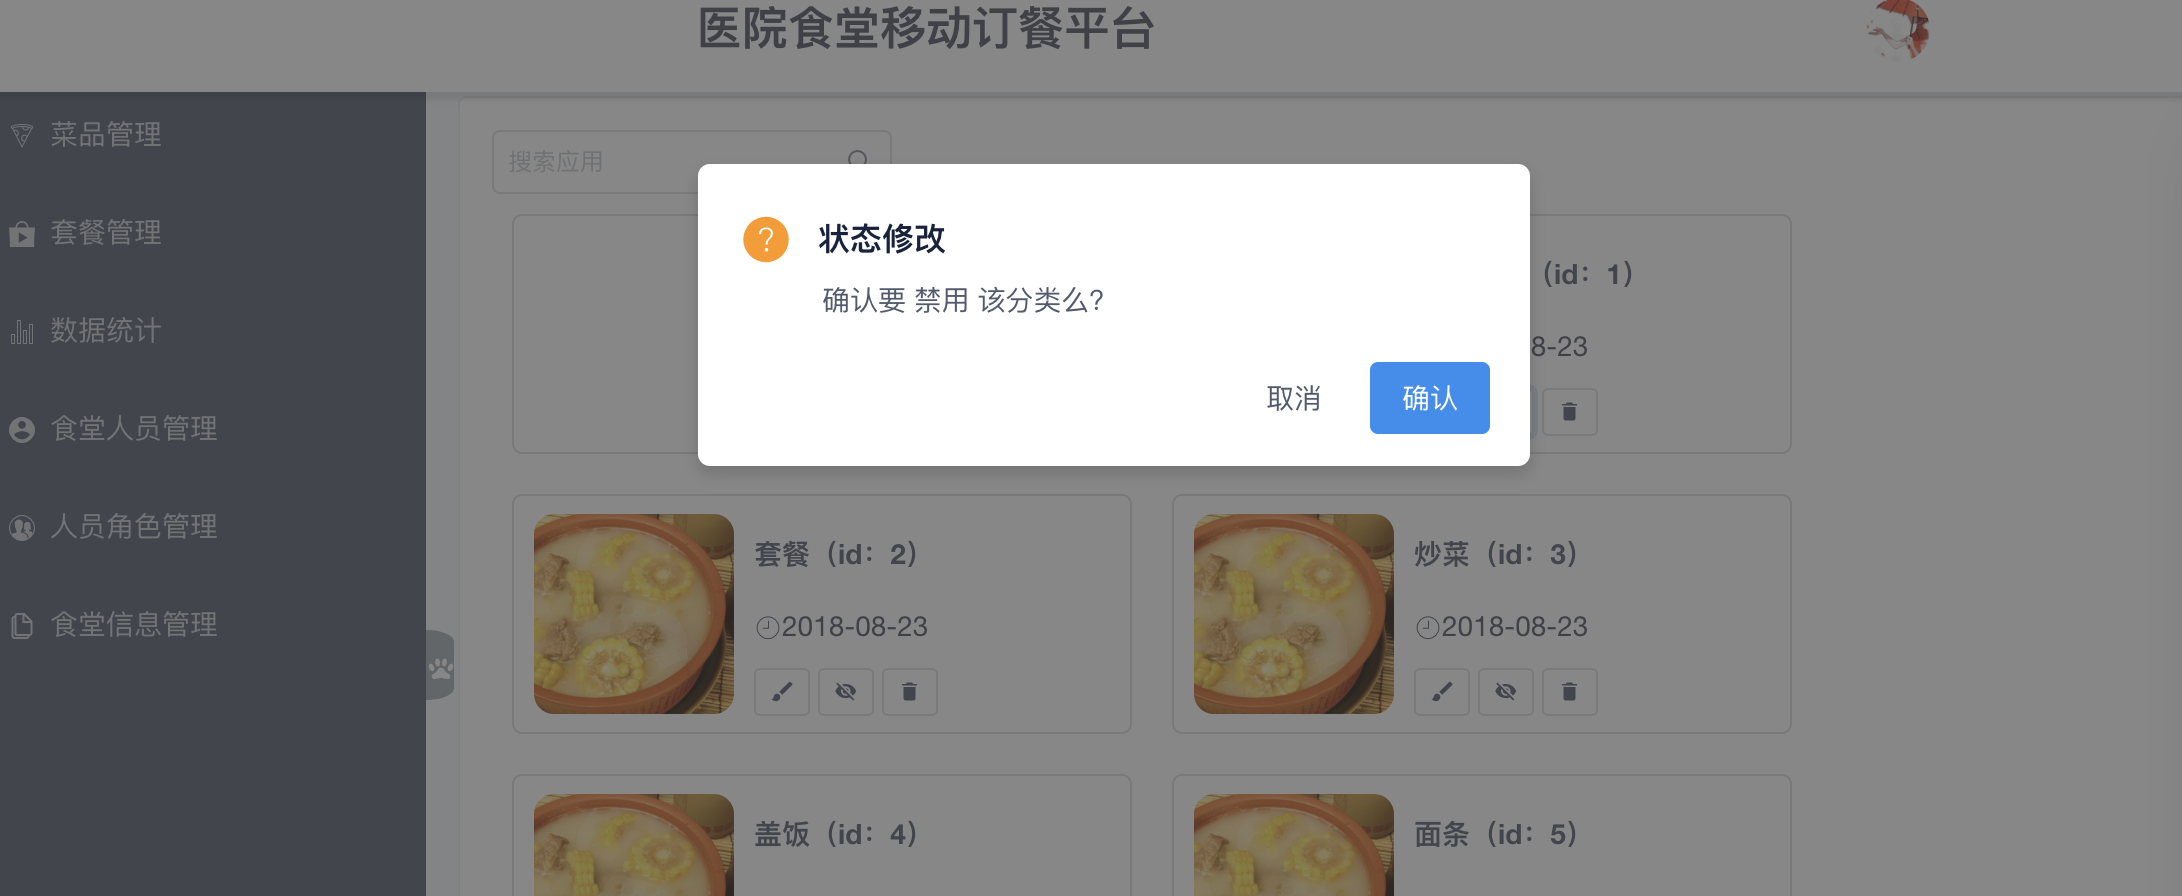 医院食堂移动订餐平台
菜品管理
套餐管理
数据统计
食堂人员管理
人员角色管理
食堂信息管理
搜索应用
状态修改
确认要 禁用 该分类么?
取消
确认
（id：1）
8-23
套餐（id：2）
2018-08-23
炒菜（id：3）
2018-08-23
盖饭（id：4）
面条（id：5）